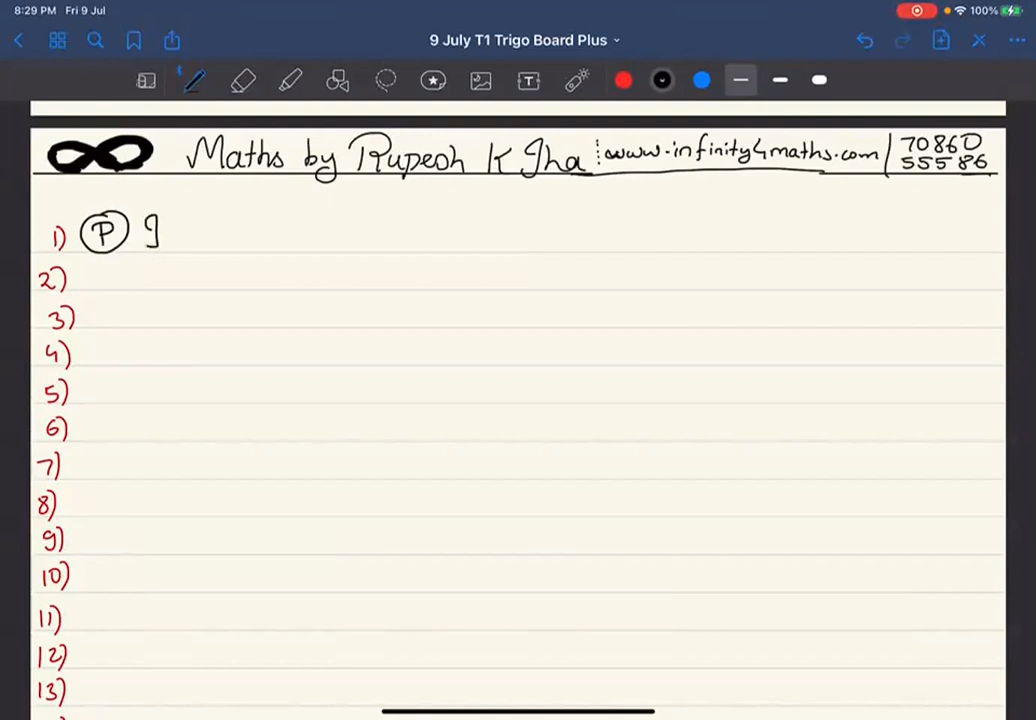 8:29 PM Fri 9 Jul 100%
9 July T1 Trigo Board Plus
T
Maths by Rupesh K Jha www.infinity4maths.com 70860
55586
1) P I
2)
3)
4)
5)
6)
7)
8)
9)
10)
11)
12)
13)